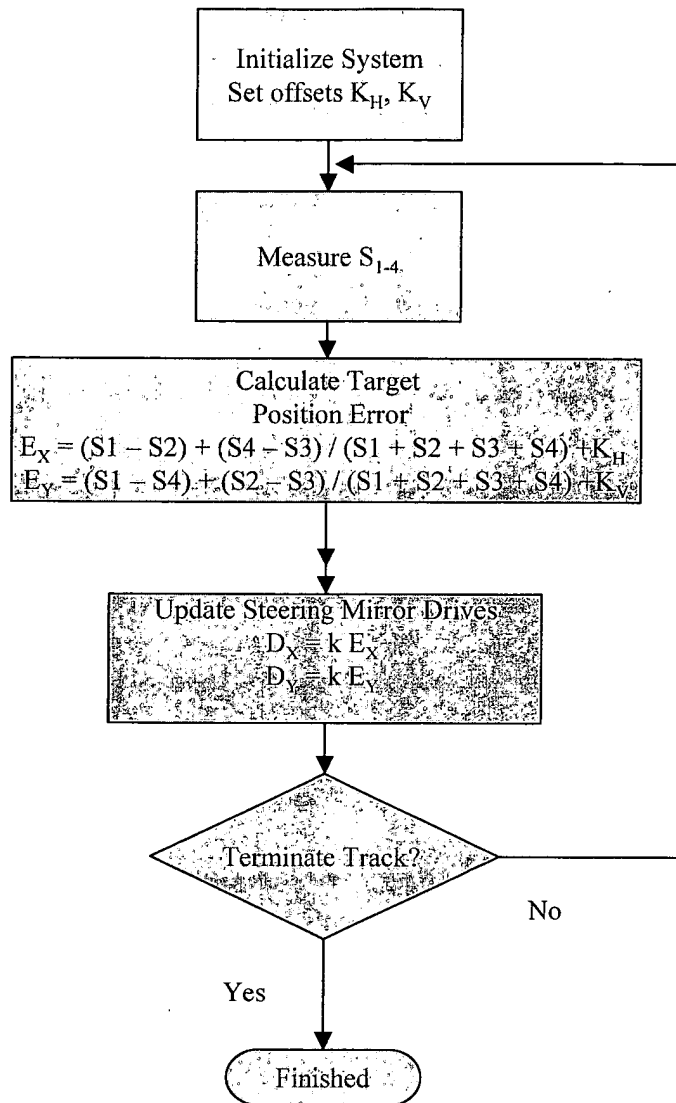 Initialize System
Set offsets K_H, K_V
Measure S_1-4
Calculate Target
Position Error
E_X = (S1 – S2) + (S4 – S3) / (S1 + S2 + S3 + S4) +K_H
E_Y = (S1 – S4) + (S2 – S3) / (S1 + S2 + S3 + S4) +K_V
Update Steering Mirror Drives
D_X = k E_X
D_Y = k E_Y
Terminate Track?
No
Yes
Finished